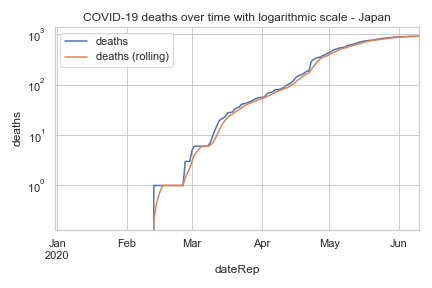 COVID-19 deaths over time with logarithmic scale - Japan
deaths
deaths (rolling)
10³
10²
10¹
10⁰
deaths
Jan Feb Mar Apr May Jun
2020
dateRep